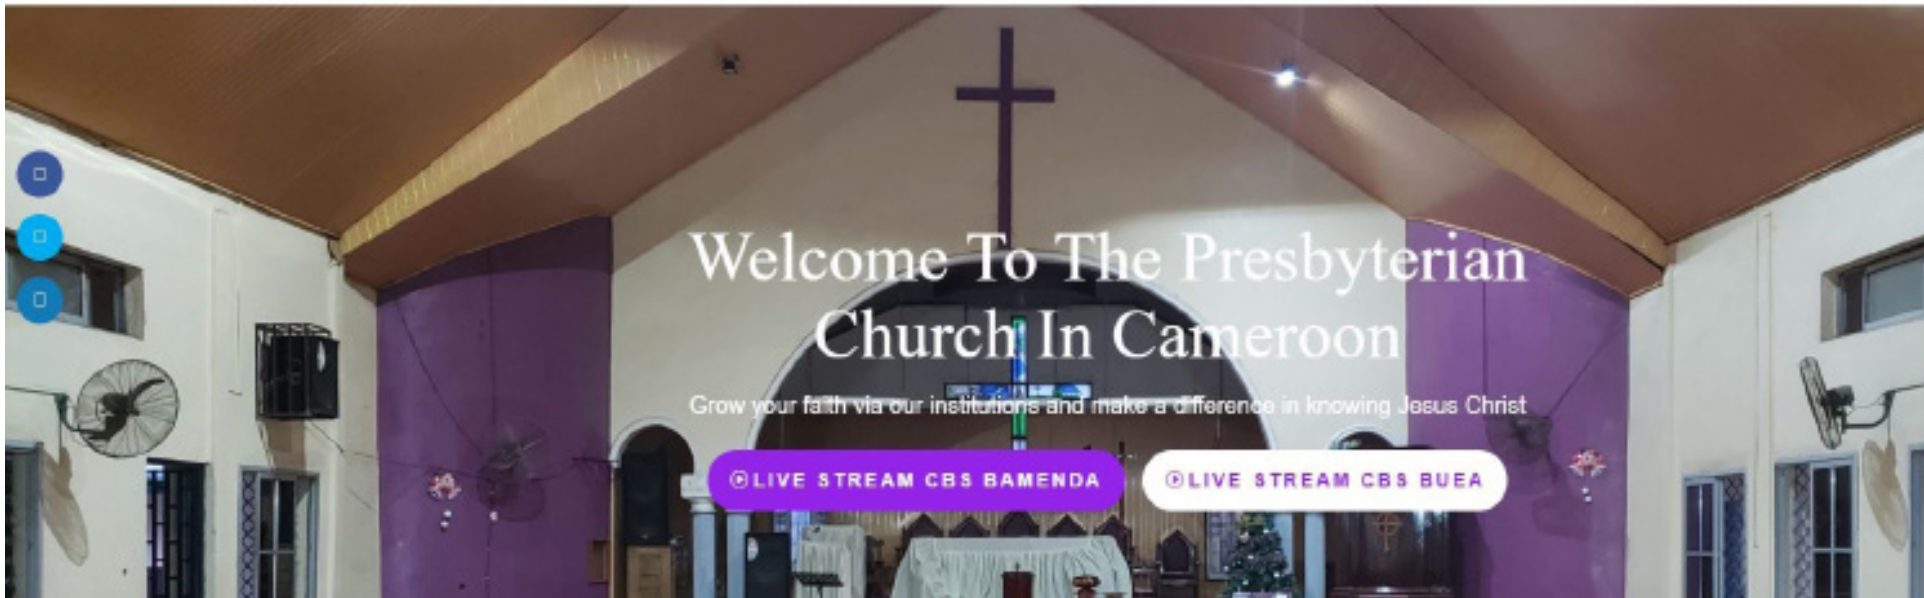 Welcome To The Presbyterian
Church In Cameroon
Grow your faith via our institutions and make a difference in knowing Jesus Christ
LIVE STREAM CBS BAMENDA
LIVE STREAM CBS BUEA